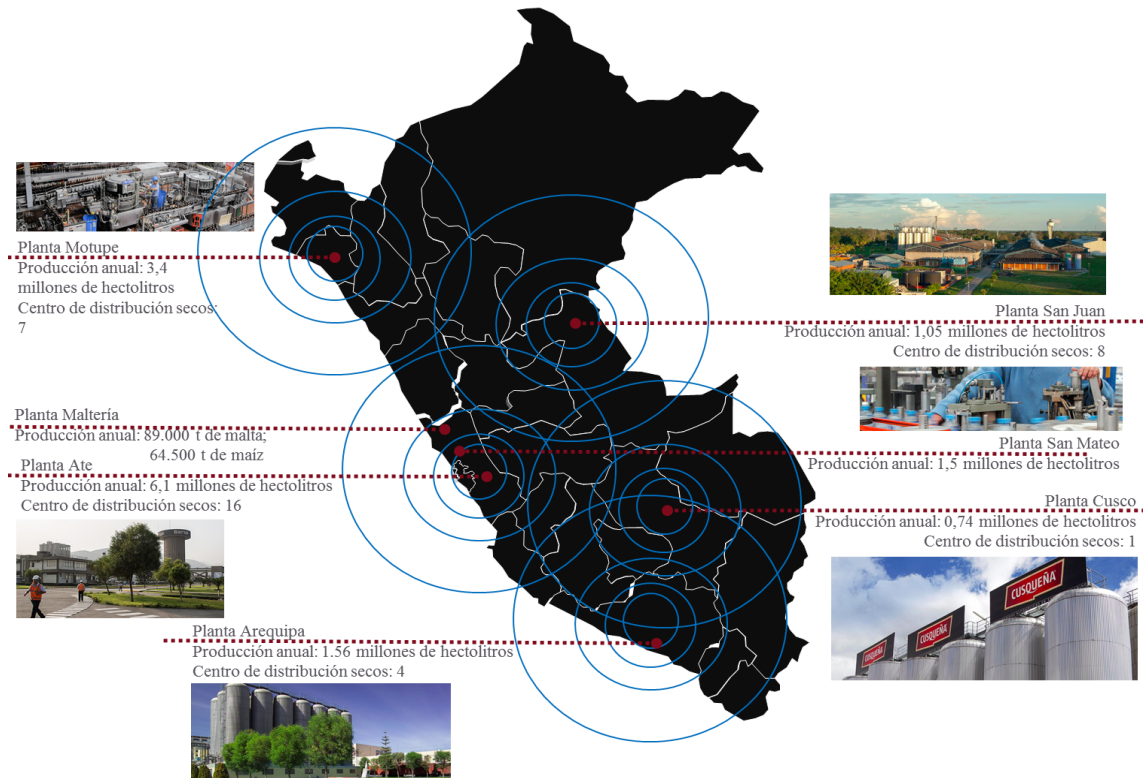 Planta Motupe
Producción anual: 3,4
millones de hectolitros
Centro de distribución secos:
7
Planta San Juan
Producción anual: 1,05 millones de hectolitros
Centro de distribución secos: 8
Planta Maltería
Producción anual: 89.000 t de malta;
64.500 t de maíz
Planta San Mateo
Producción anual: 1,5 millones de hectolitros
Planta Ate
Producción anual: 6,1 millones de hectolitros
Centro de distribución secos: 16
Planta Cusco
Producción anual: 0,74 millones de hectolitros
Centro de distribución secos: 1
CUSQUEÑA
CUSQUEÑA
CUSQUEÑA
Planta Arequipa
Producción anual: 1.56 millones de hectolitros
Centro de distribución secos: 4